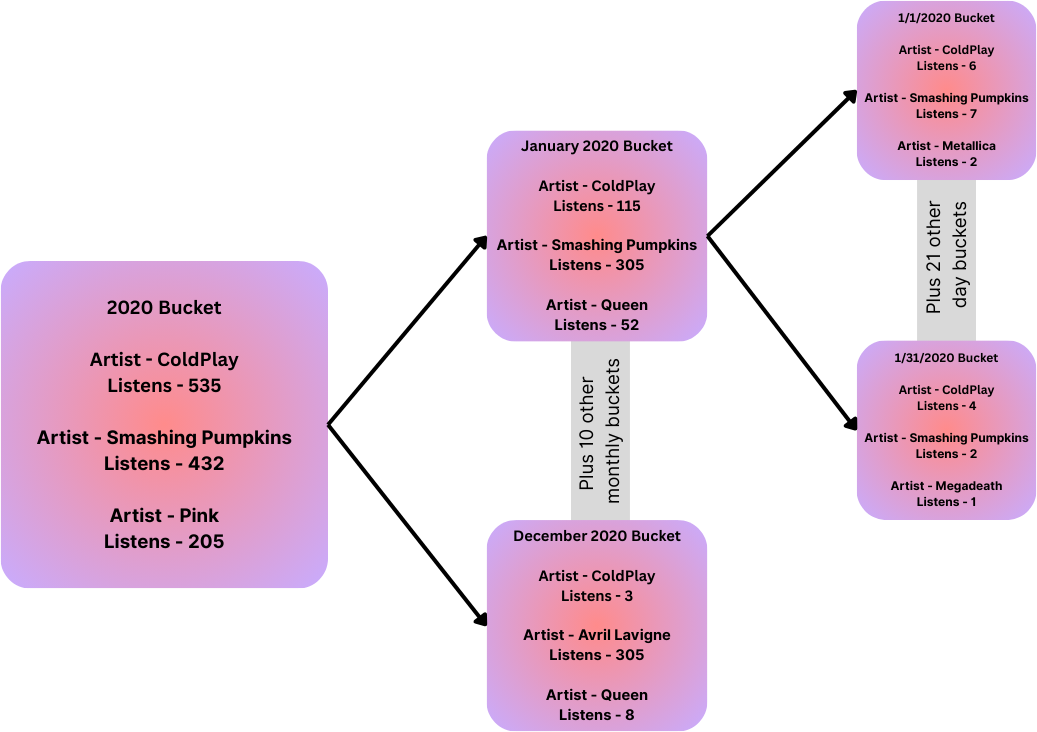 2020 Bucket
Artist - ColdPlay
Listens - 535
Artist - Smashing Pumpkins
Listens - 432
Artist - Pink
Listens - 205
January 2020 Bucket
Artist - ColdPlay
Listens - 115
Artist - Smashing Pumpkins
Listens - 305
Artist - Queen
Listens - 52
Plus 10 other
monthly buckets
December 2020 Bucket
Artist - ColdPlay
Listens - 3
Artist - Avril Lavigne
Listens - 305
Artist - Queen
Listens - 8
1/1/2020 Bucket
Artist - ColdPlay
Listens - 6
Artist - Smashing Pumpkins
Listens - 7
Artist - Metallica
Listens - 2
Plus 21 other
day buckets
1/31/2020 Bucket
Artist - ColdPlay
Listens - 4
Artist - Smashing Pumpkins
Listens - 2
Artist - Megadeath
Listens - 1